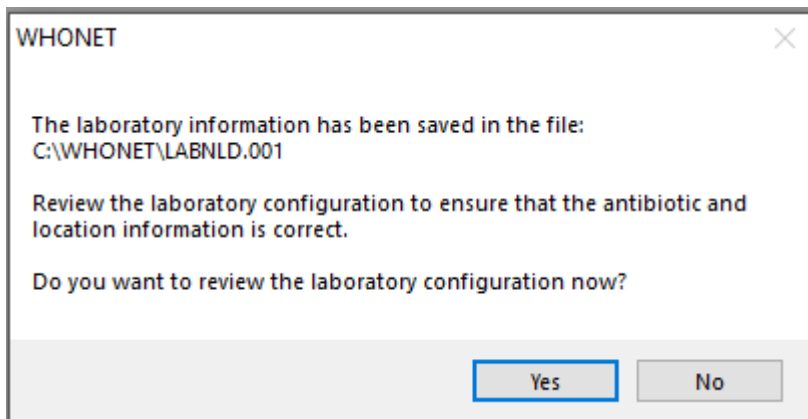 WHONET
The laboratory information has been saved in the file:
C:\WHONET\LABNLD.001
Review the laboratory configuration to ensure that the antibiotic and
location information is correct.
Do you want to review the laboratory configuration now?
Yes
No